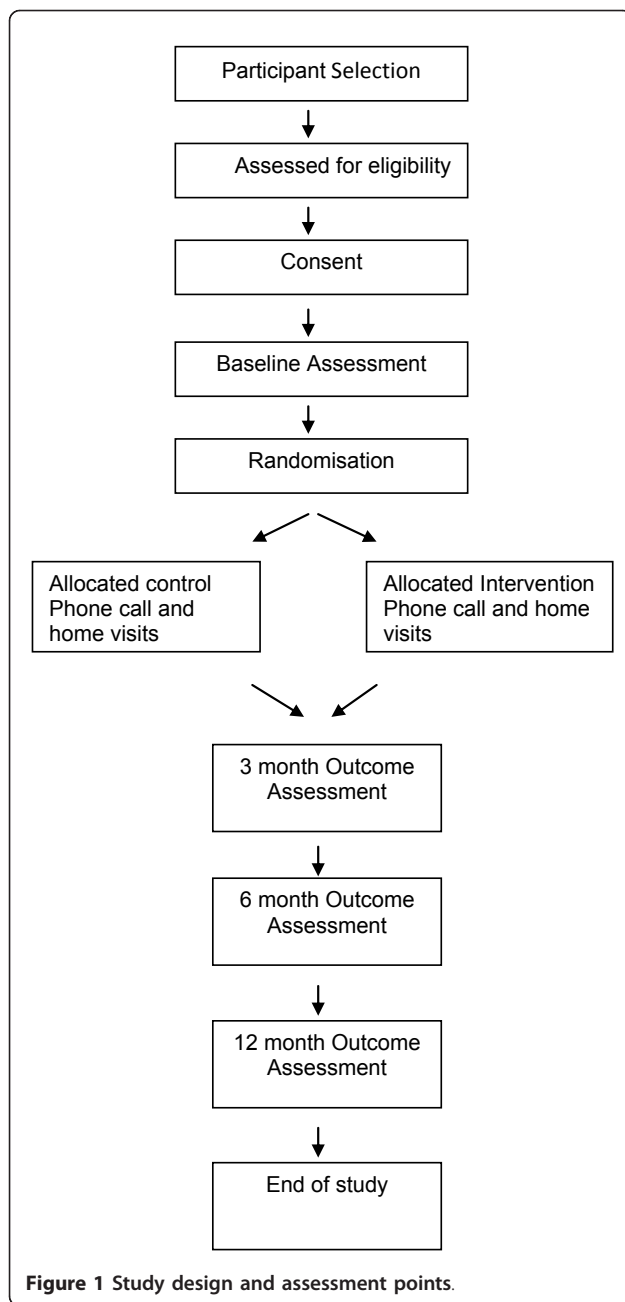 Participant Selection
Assessed for eligibility
Consent
Baseline Assessment
Randomisation
Allocated control
Phone call and
home visits
Allocated Intervention
Phone call and home
visits
3 month Outcome
Assessment
6 month Outcome
Assessment
12 month Outcome
Assessment
End of study
Figure 1 Study design and assessment points.